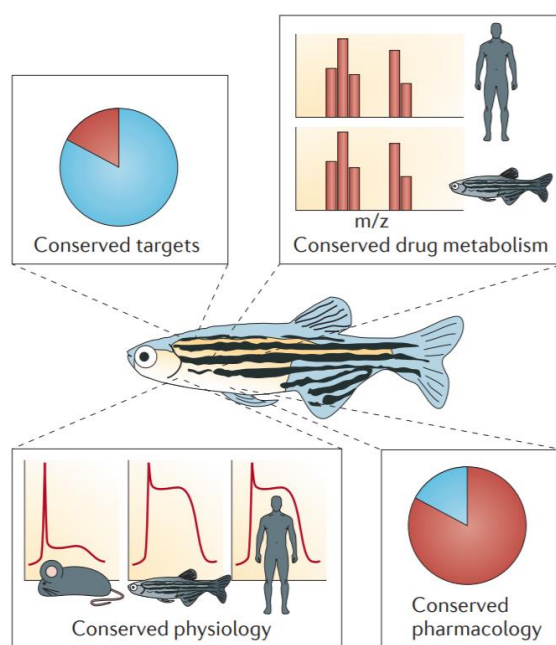 Conserved targets
m/z
Conserved drug metabolism
Conserved physiology
Conserved
pharmacology